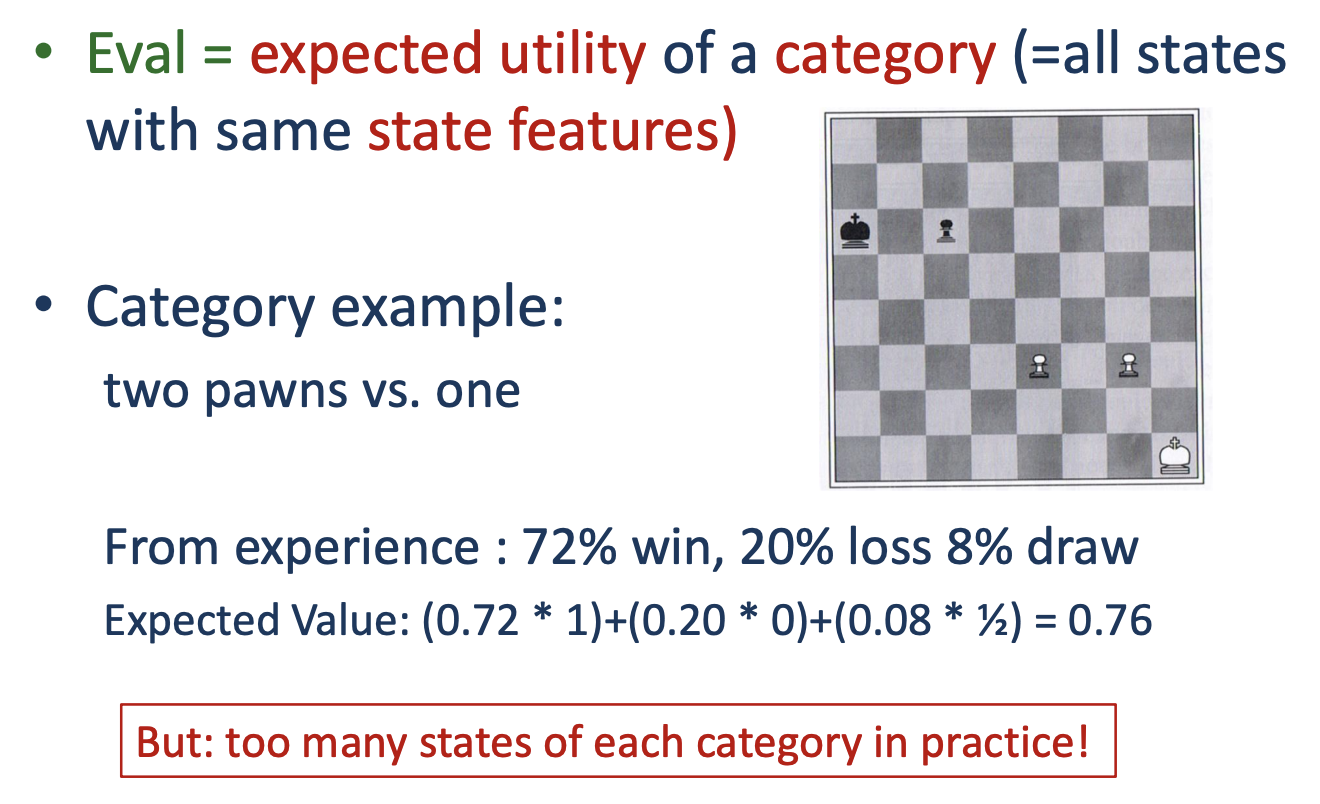 • Eval = expected utility of a category (=all states
with same state features)
• Category example:
two pawns vs. one
From experience : 72% win, 20% loss 8% draw
Expected Value: (0.72 * 1)+(0.20 * 0)+(0.08 * ½) = 0.76
But: too many states of each category in practice!